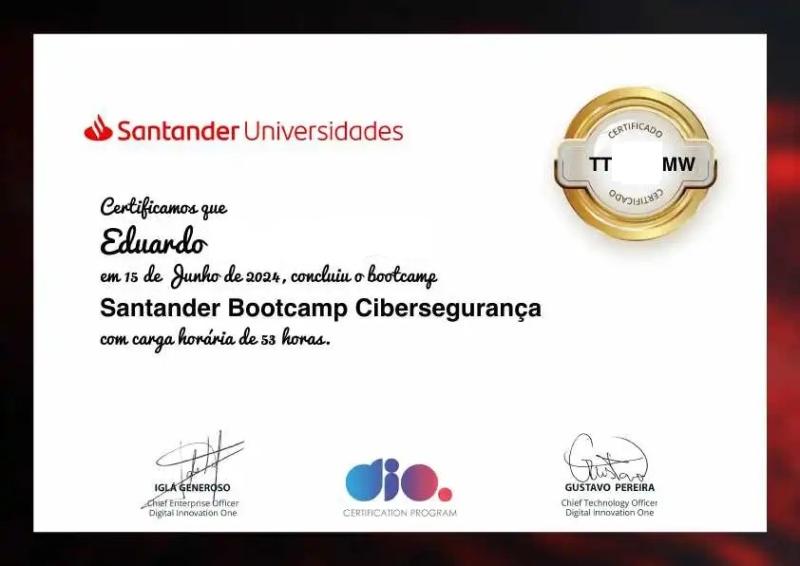 Santander Universidades
CERTIFICADO
TT MW
CERTIFICADO
Certificamos que
Eduardo
em 15 de Junho de 2024, concluiu o bootcamp
Santander Bootcamp Cibersegurança
com carga horária de 53 horas.
IGLÁ GENEROSO
Chief Enterprise Officer
Digital Innovation One
dio.
CERTIFICATION PROGRAM
Gustavo
GUSTAVO PEREIRA
Chief Technology Officer
Digital Innovation One